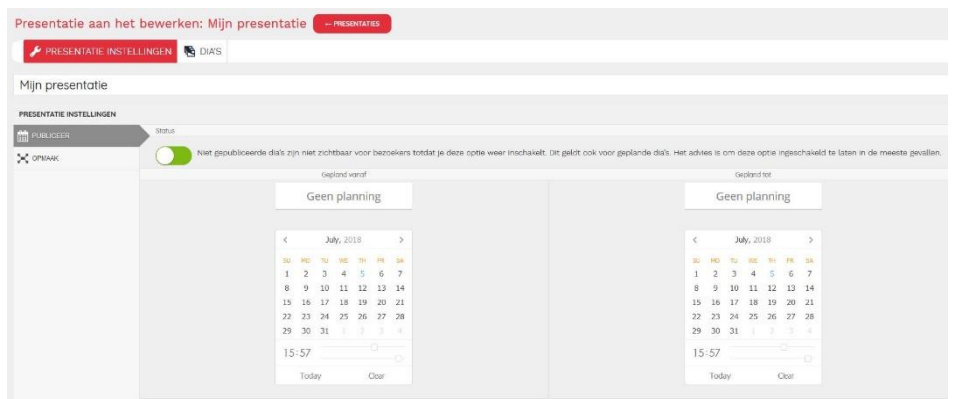 Presentatie aan het bewerken: Mijn presentatie ← PRESENTATIES
PRESENTATIE INSTELLINGEN DIA'S
Mijn presentatie
PRESENTATIE INSTELLINGEN
PUBLICEER
OPMAAK
Status
Niet gepubliceerde dia's zijn niet zichtbaar voor bezoekers totdat je deze optie weer inschakelt. Dit geldt ook voor geplande dia's. Het advies is om deze optie ingeschakeld te laten in de meeste gevallen.
Gepland vanaf
Geen planning
< July, 2018 >
SU MO TU WE TH FR SA
1 2 3 4 5 6 7
8 9 10 11 12 13 14
15 16 17 18 19 20 21
22 23 24 25 26 27 28
29 30 31 1 2 3 4
15:57
Today Clear
Gepland tot
Geen planning
< July, 2018 >
SU MO TU WE TH FR SA
1 2 3 4 5 6 7
8 9 10 11 12 13 14
15 16 17 18 19 20 21
22 23 24 25 26 27 28
29 30 31 1 2 3 4
15:57
Today Clear